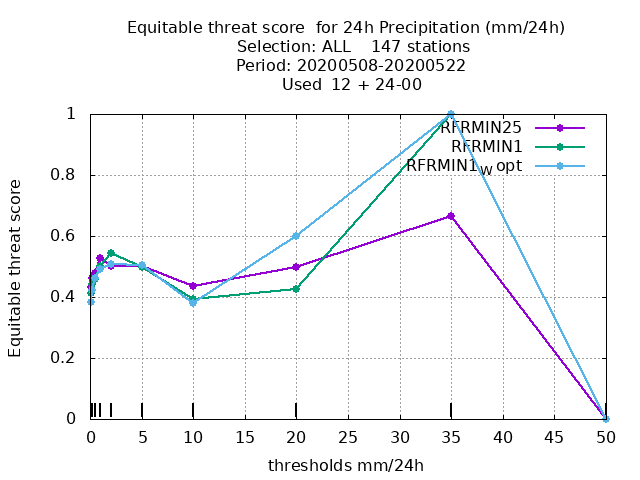 Equitable threat score  for 24h Precipitation (mm/24h)
Selection: ALL    147 stations
Period: 20200508-20200522
Used  12 + 24-00
Equitable threat score
1
0.8
0.6
0.4
0.2
0
RFRMIN25
RFRMIN1
RFRMIN1w opt
0 5 10 15 20 25 30 35 40 45 50
thresholds mm/24h